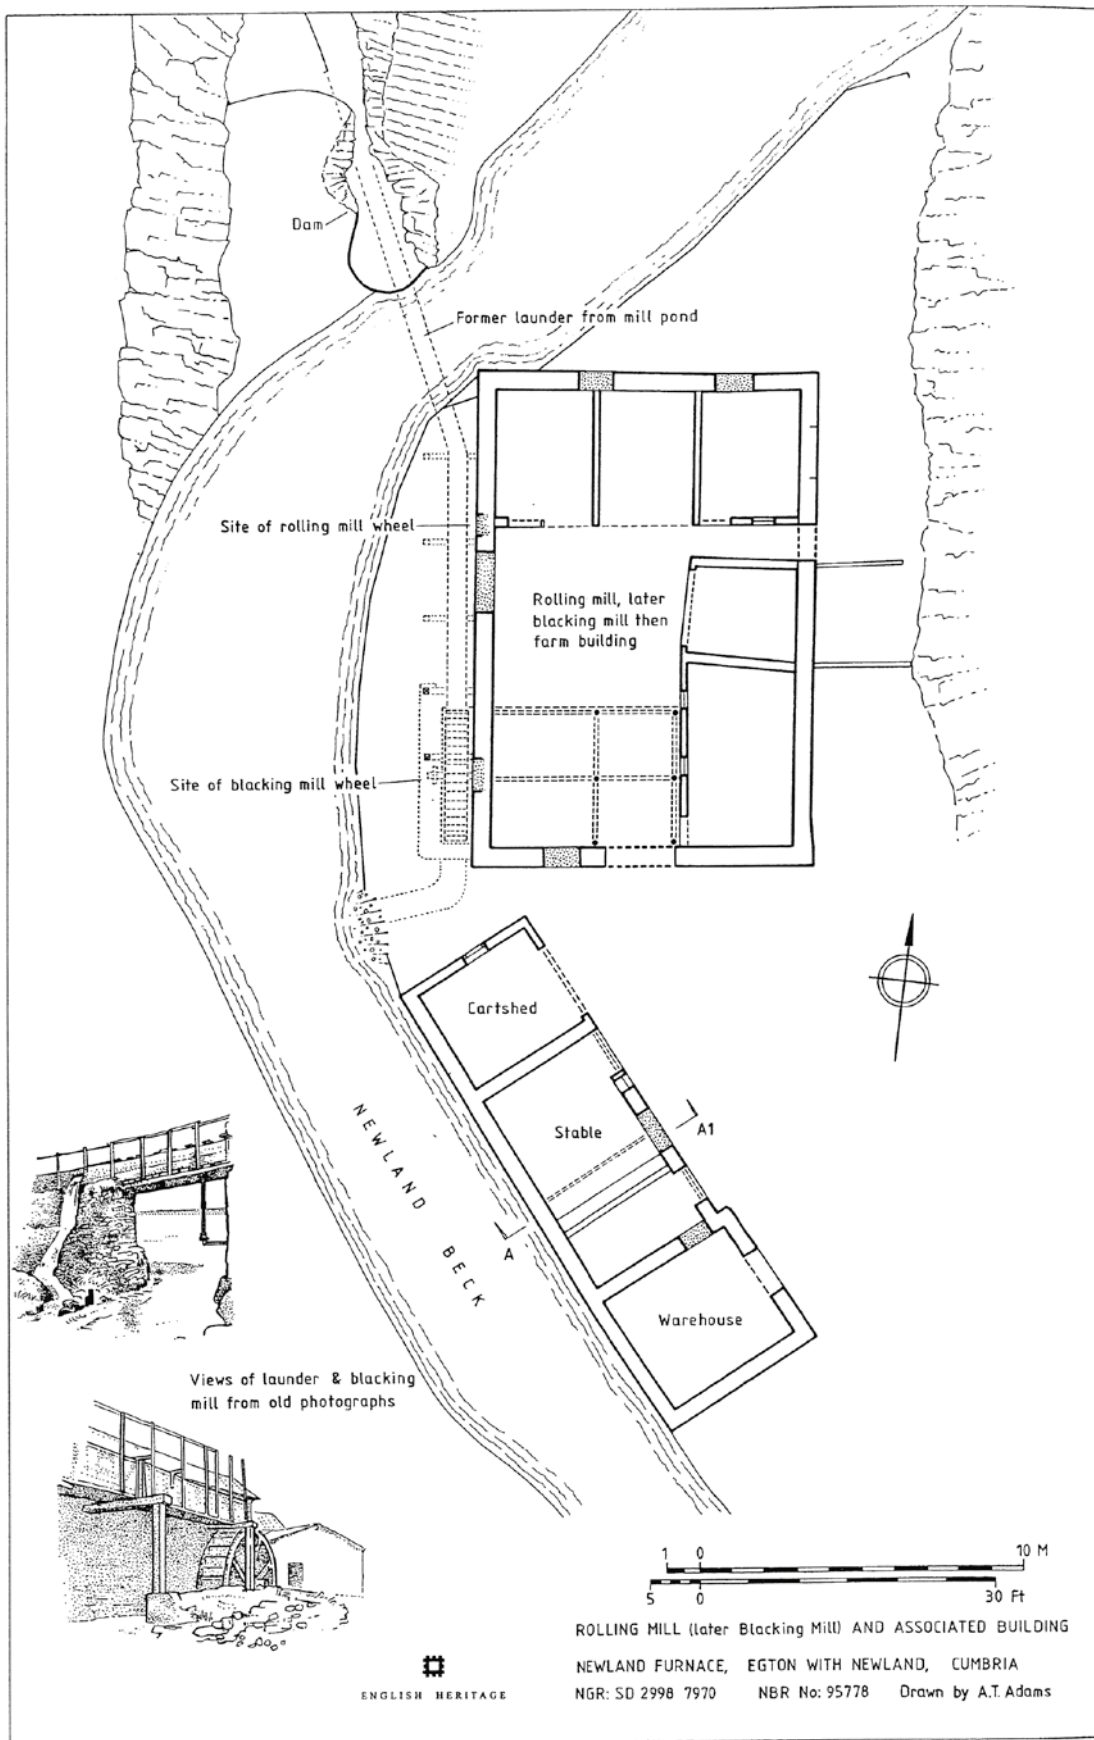 Dam
Former launder from mill pond
Site of rolling mill wheel
Rolling mill, later
blacking mill then
farm building
Site of blacking mill wheel
Cartshed
Stable
A1
A
NEWLAND BECK
Warehouse
Views of launder & blacking
mill from old photographs
1 0 10 M
5 0 30 Ft
ROLLING MILL (later Blacking Mill) AND ASSOCIATED BUILDING
NEWLAND FURNACE, EGTON WITH NEWLAND, CUMBRIA
NGR: SD 2998 7970 NBR No: 95778 Drawn by A.T. Adams
ENGLISH HERITAGE